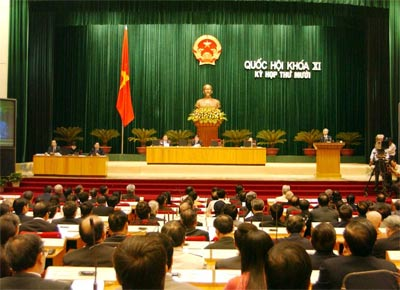 QUỐC HỘI KHÓA XI
KỲ HỌP THỨ MƯỜI